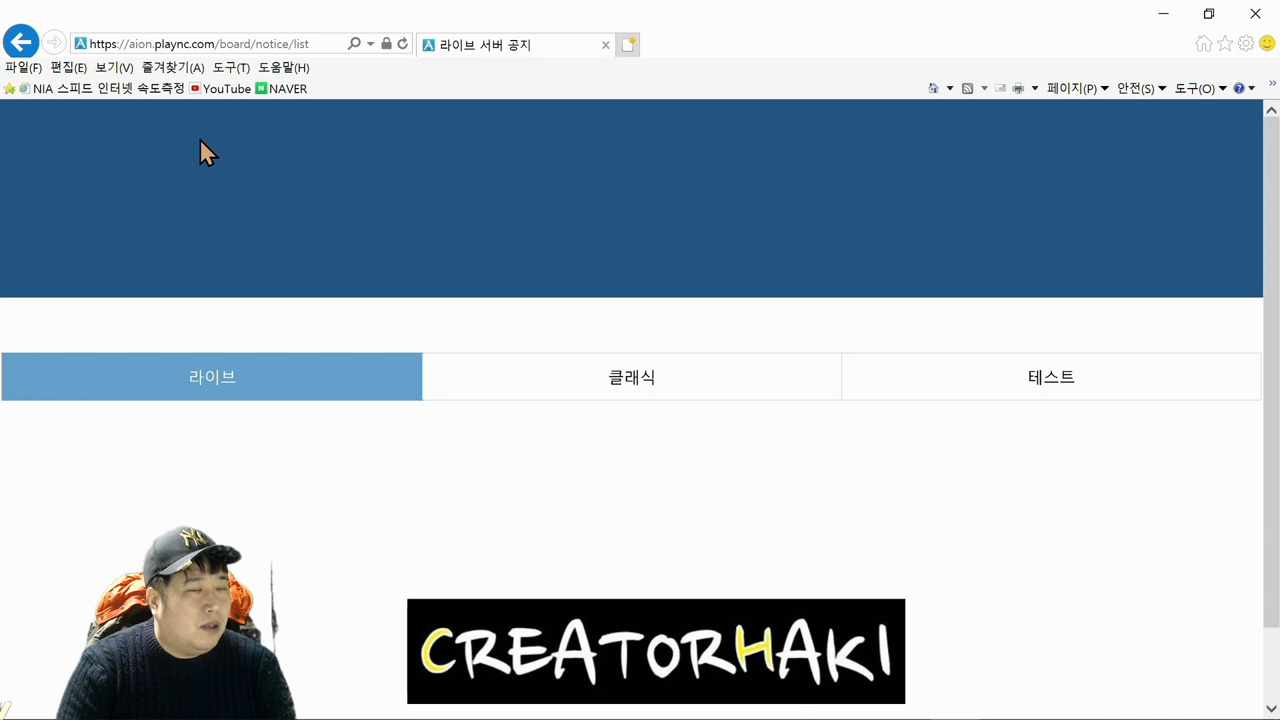 https://aion.plaync.com/board/notice/list
라이브 서버 공지
파일(F) 편집(E) 보기(V) 즐겨찾기(A) 도구(T) 도움말(H)
NIA 스피드 인터넷 속도측정 YouTube NAVER
페이지(P) 안전(S) 도구(O)
라이브 클래식 테스트
NY
CREATORHAKI